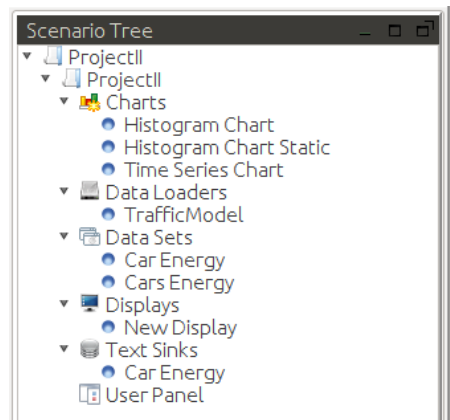 Scenario Tree
ProjectII
ProjectII
Charts
Histogram Chart
Histogram Chart Static
Time Series Chart
Data Loaders
TrafficModel
Data Sets
Car Energy
Cars Energy
Displays
New Display
Text Sinks
Car Energy
User Panel